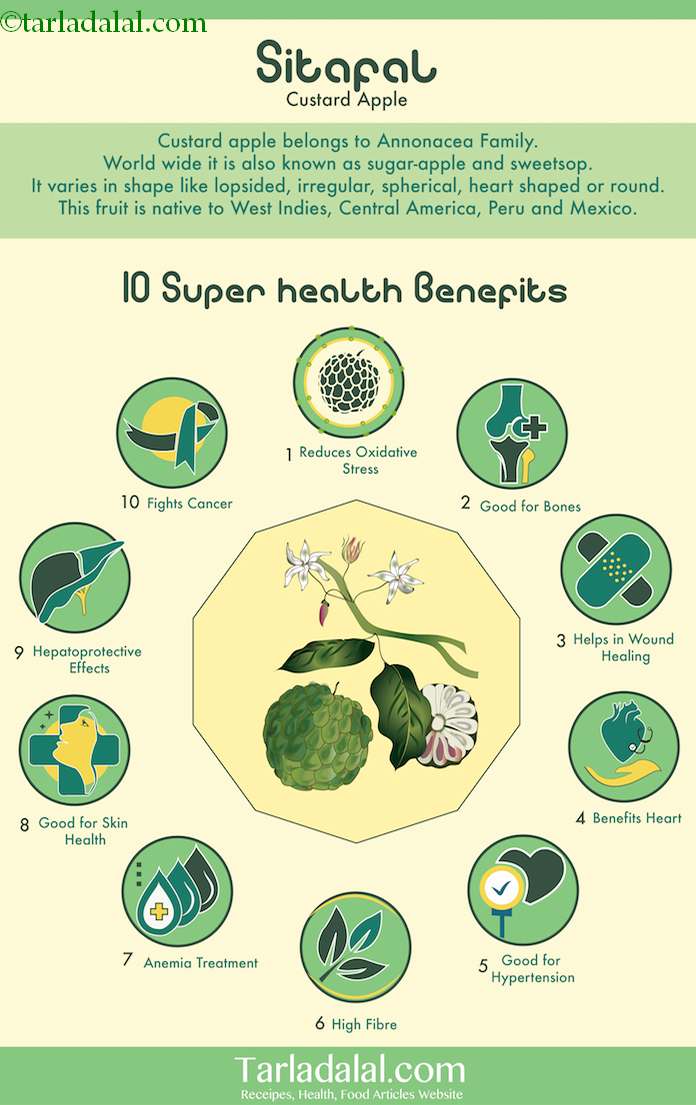 ©tarladalal.com
Sitafal
Custard Apple
Custard apple belongs to Annonacea Family.
World wide it is also known as sugar-apple and sweetsop.
It varies in shape like lopsided, irregular, spherical, heart shaped or round.
This fruit is native to West Indies, Central America, Peru and Mexico.
10 Super health Benefits
1 Reduces Oxidative
Stress
2 Good for Bones
3 Helps in Wound
Healing
4 Benefits Heart
5 Good for
Hypertension
6 High Fibre
7 Anemia Treatment
8 Good for Skin
Health
9 Hepatoprotective
Effects
10 Fights Cancer
Tarladalal.com
Receipes, Health, Food Articles Website